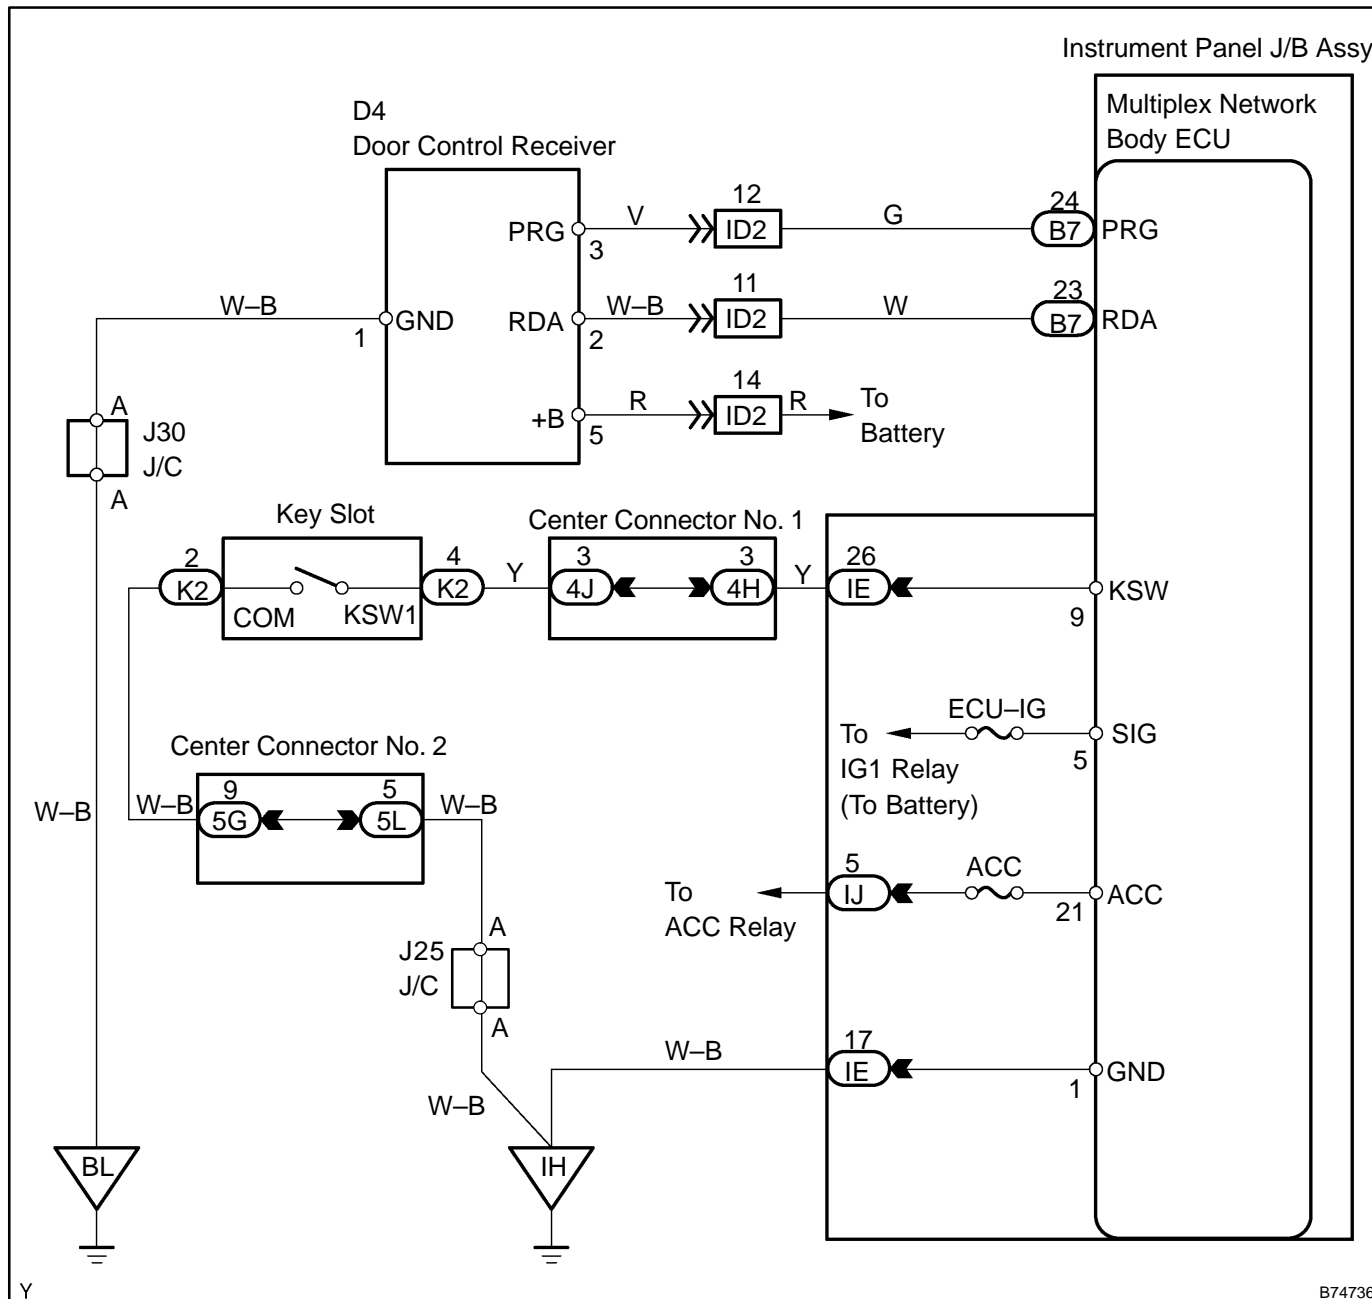 Instrument Panel J/B Assy
Multiplex Network
Body ECU
D4
Door Control Receiver
12
24
V
G
PRG
ID2
B7
PRG
3
11
23
W–B
W–B
W
GND
RDA
ID2
B7
RDA
1
2
14
R
R
To
Battery
+B
ID2
5
A
J30
J/C
A
Key Slot
Center Connector No. 1
2
4
3
3
26
Y
Y
K2
K2
4J
4H
IE
KSW
COM
KSW1
9
ECU–IG
To
IG1 Relay
(To Battery)
SIG
5
Center Connector No. 2
9
5
W–B
W–B
W–B
5G
5L
5
ACC
To
ACC Relay
IJ
ACC
21
A
J25
J/C
A
17
W–B
IE
GND
1
W–B
BL
IH
Y
B74736